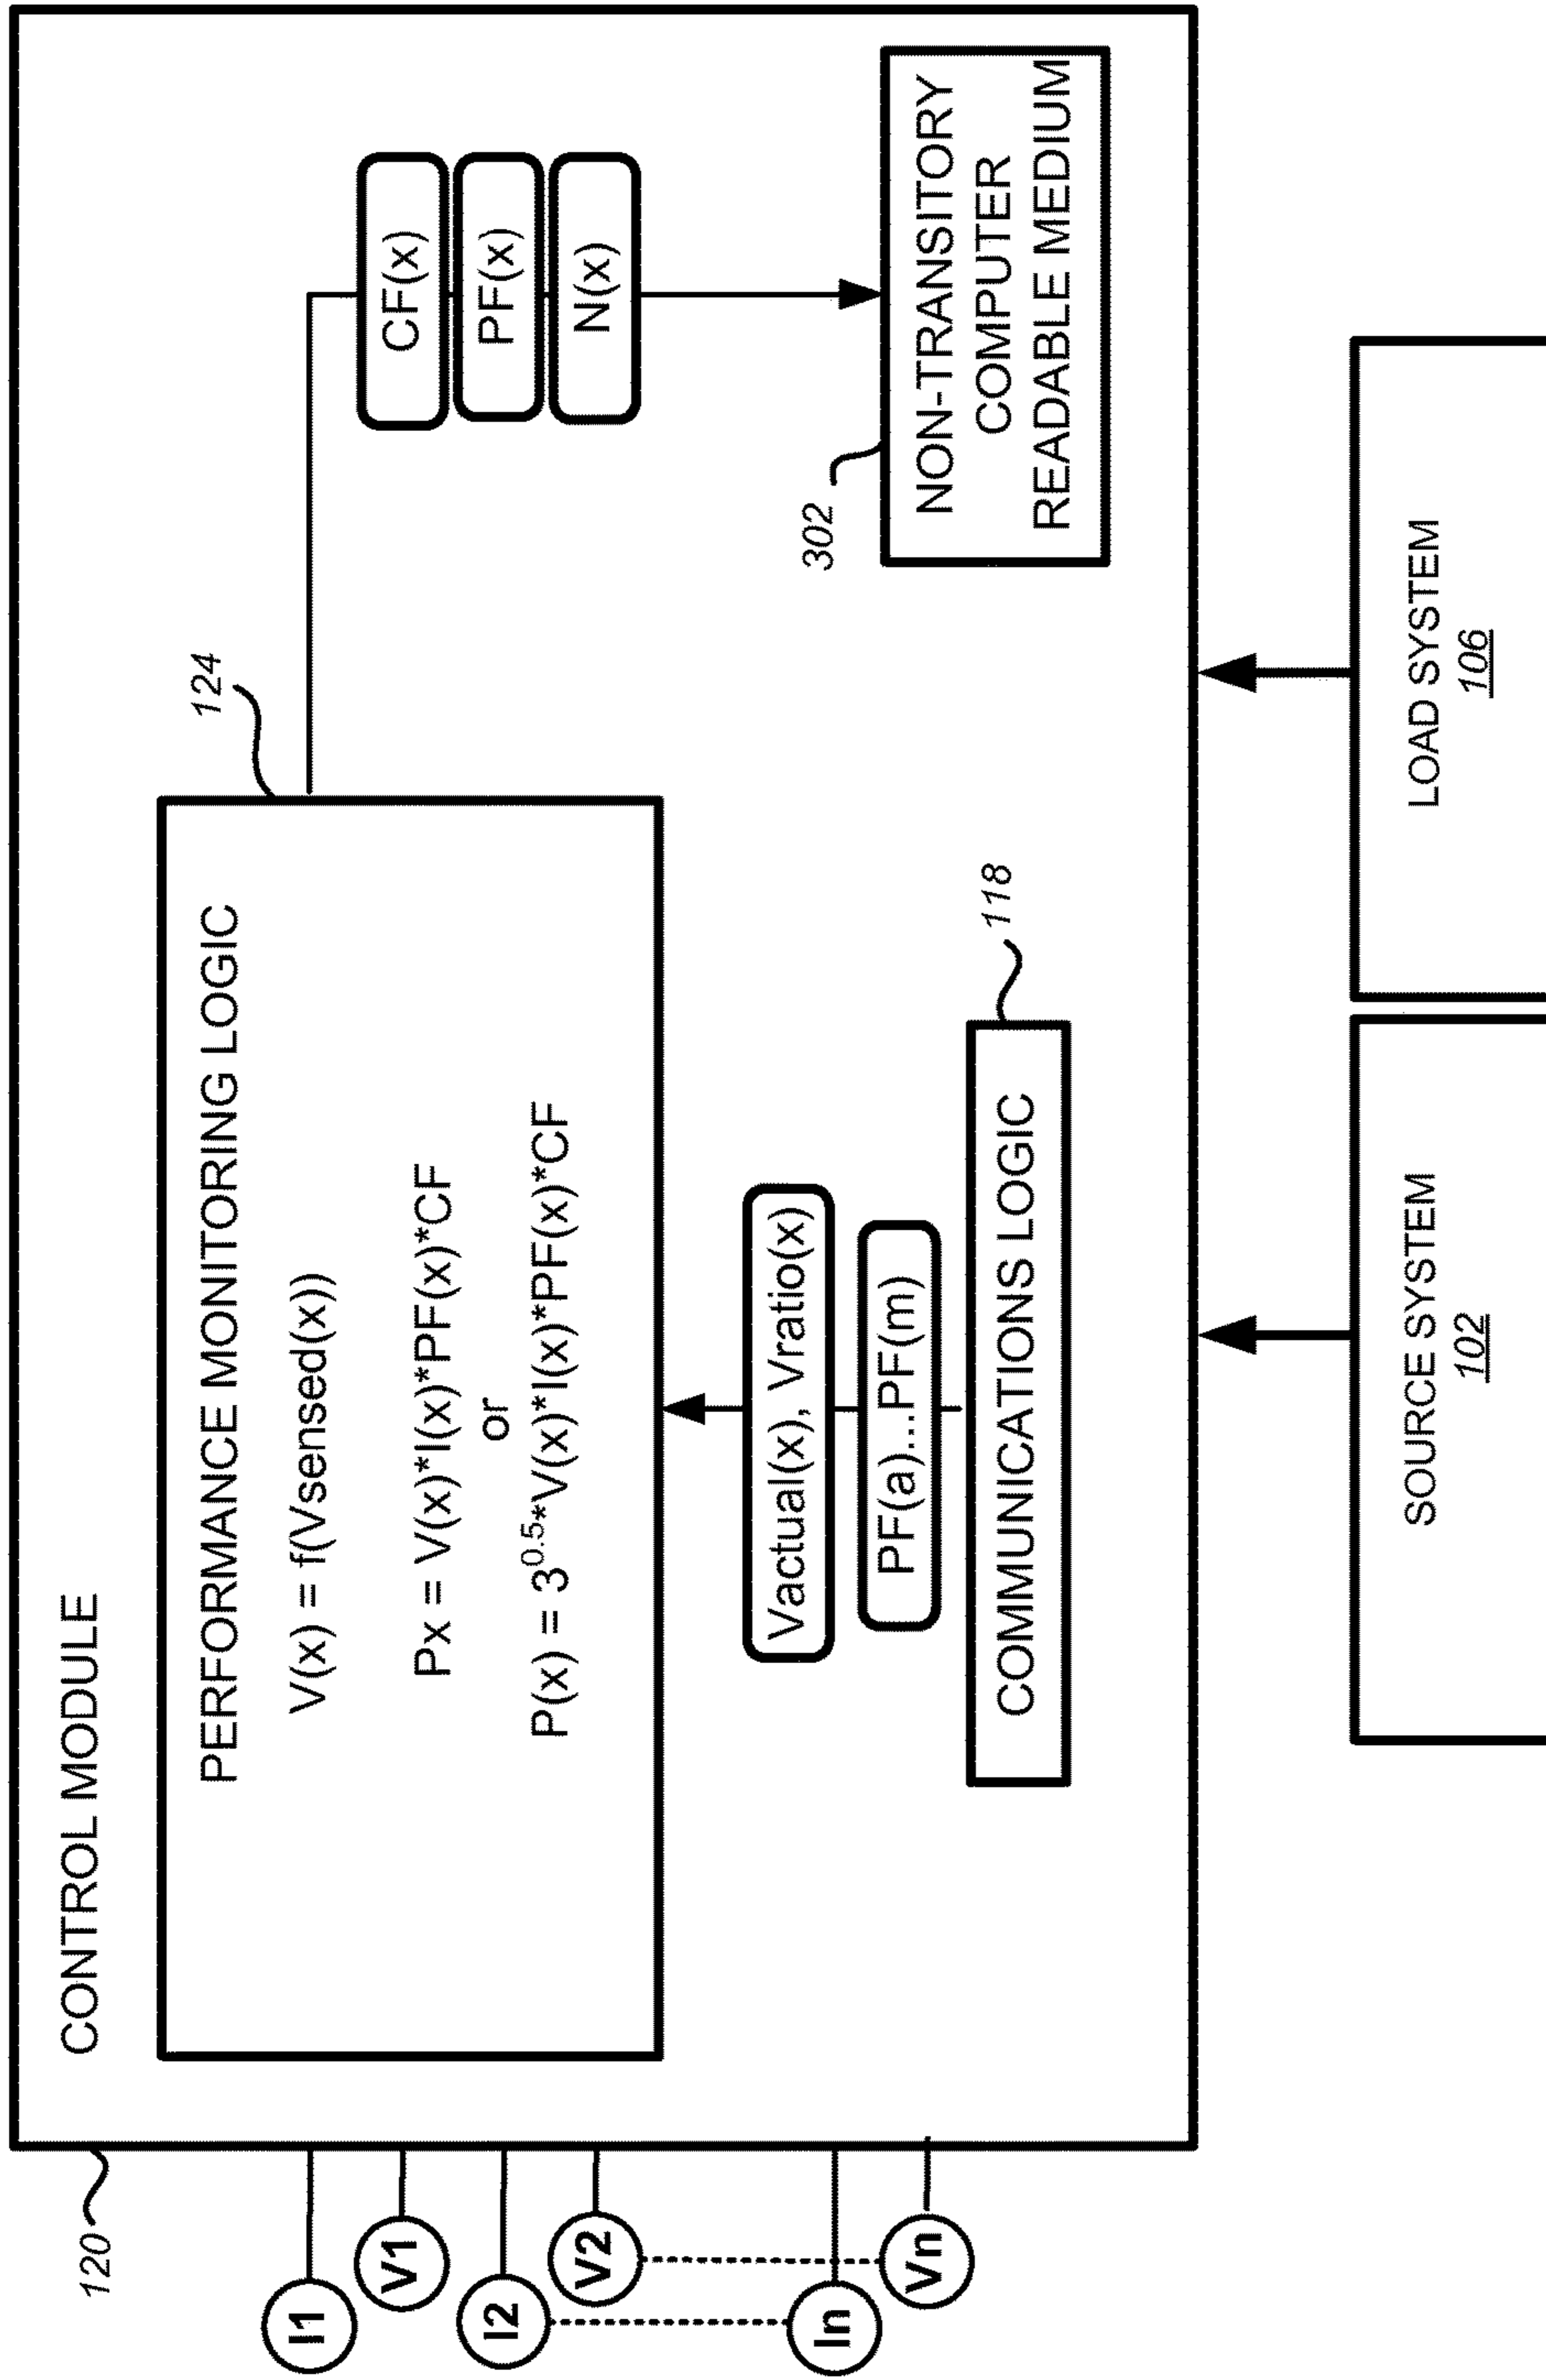 120
CONTROL MODULE
I1
V1
I2
V2
In
Vn
124
PERFORMANCE MONITORING LOGIC
V(x) = f(Vsensed(x))
Px = V(x)*I(x)*PF(x)*CF
or
P(x) = 3^0.5*V(x)*I(x)*PF(x)*CF
Vactual(x), Vratio(x)
PF(a)...PF(m)
118
COMMUNICATIONS LOGIC
CF(x)
PF(x)
N(x)
302
NON-TRANSITORY
COMPUTER
READABLE MEDIUM
SOURCE SYSTEM
102
LOAD SYSTEM
106